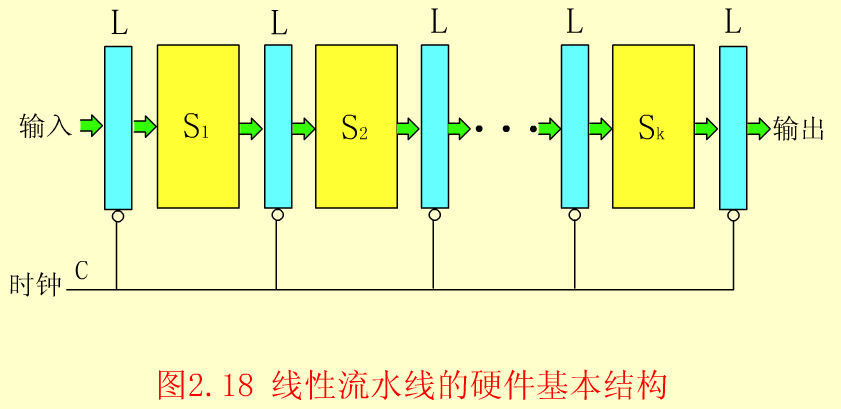 L L L L L
输入 S1 S2 ··· Sk 输出
时钟 C
图2.18 线性流水线的硬件基本结构